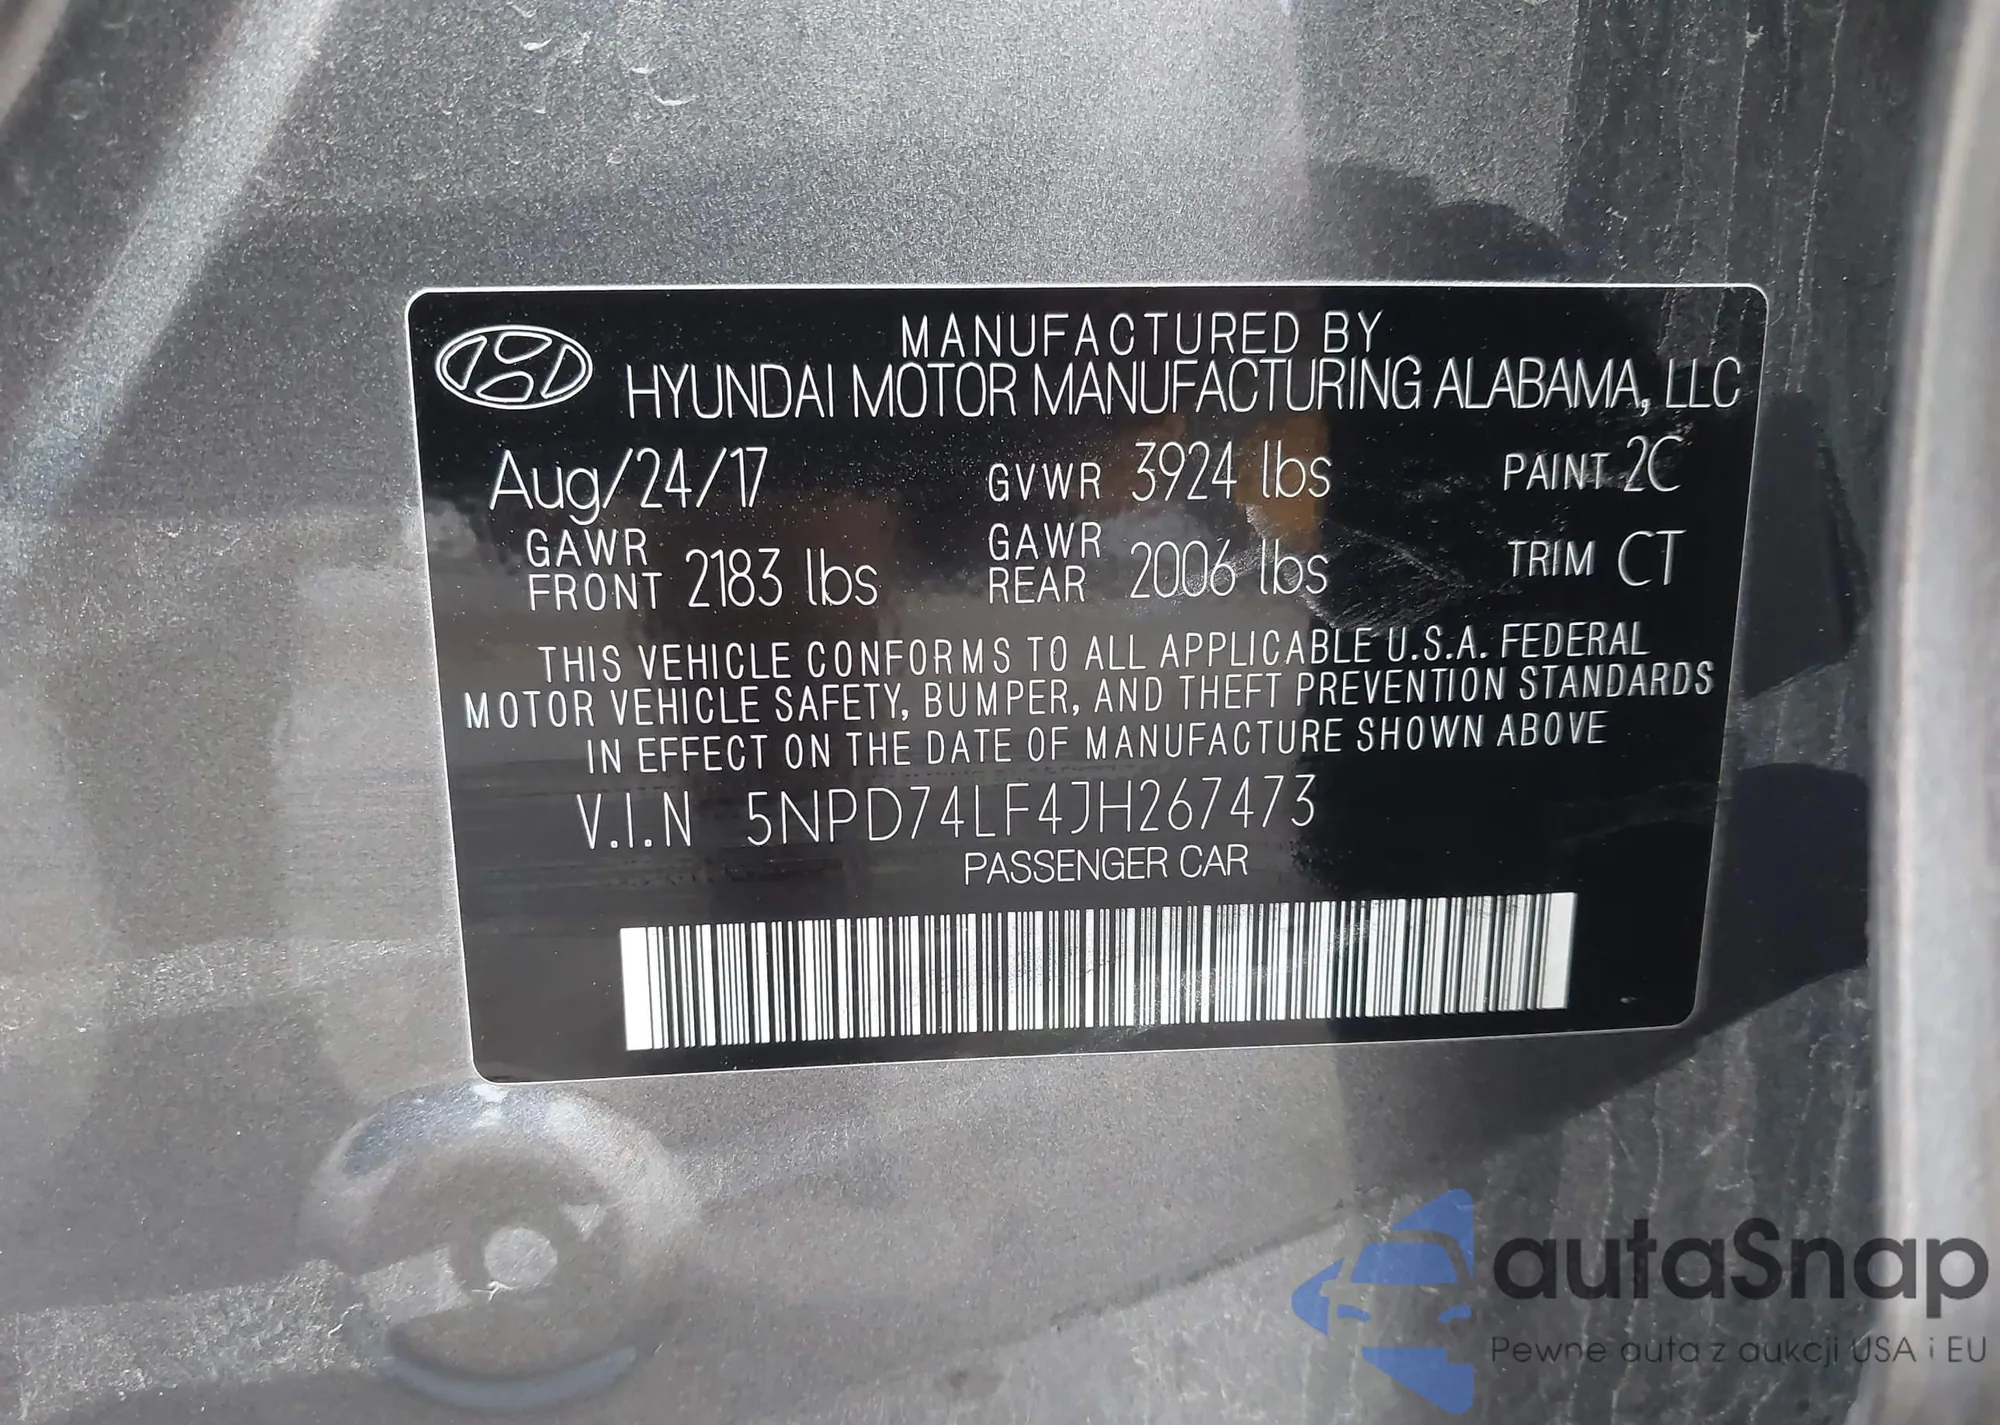 MANUFACTURED BY
HYUNDAI MOTOR MANUFACTURING ALABAMA, LLC
Aug/24/17 GVWR 3924 lbs PAINT 2C
GAWR FRONT 2183 lbs GAWR REAR 2006 lbs TRIM CT
THIS VEHICLE CONFORMS TO ALL APPLICABLE U.S.A. FEDERAL
MOTOR VEHICLE SAFETY, BUMPER, AND THEFT PREVENTION STANDARDS
IN EFFECT ON THE DATE OF MANUFACTURE SHOWN ABOVE
V.I.N 5NPD74LF4JH267473
PASSENGER CAR
autaSnap
Pewne auta z aukcji USA i EU